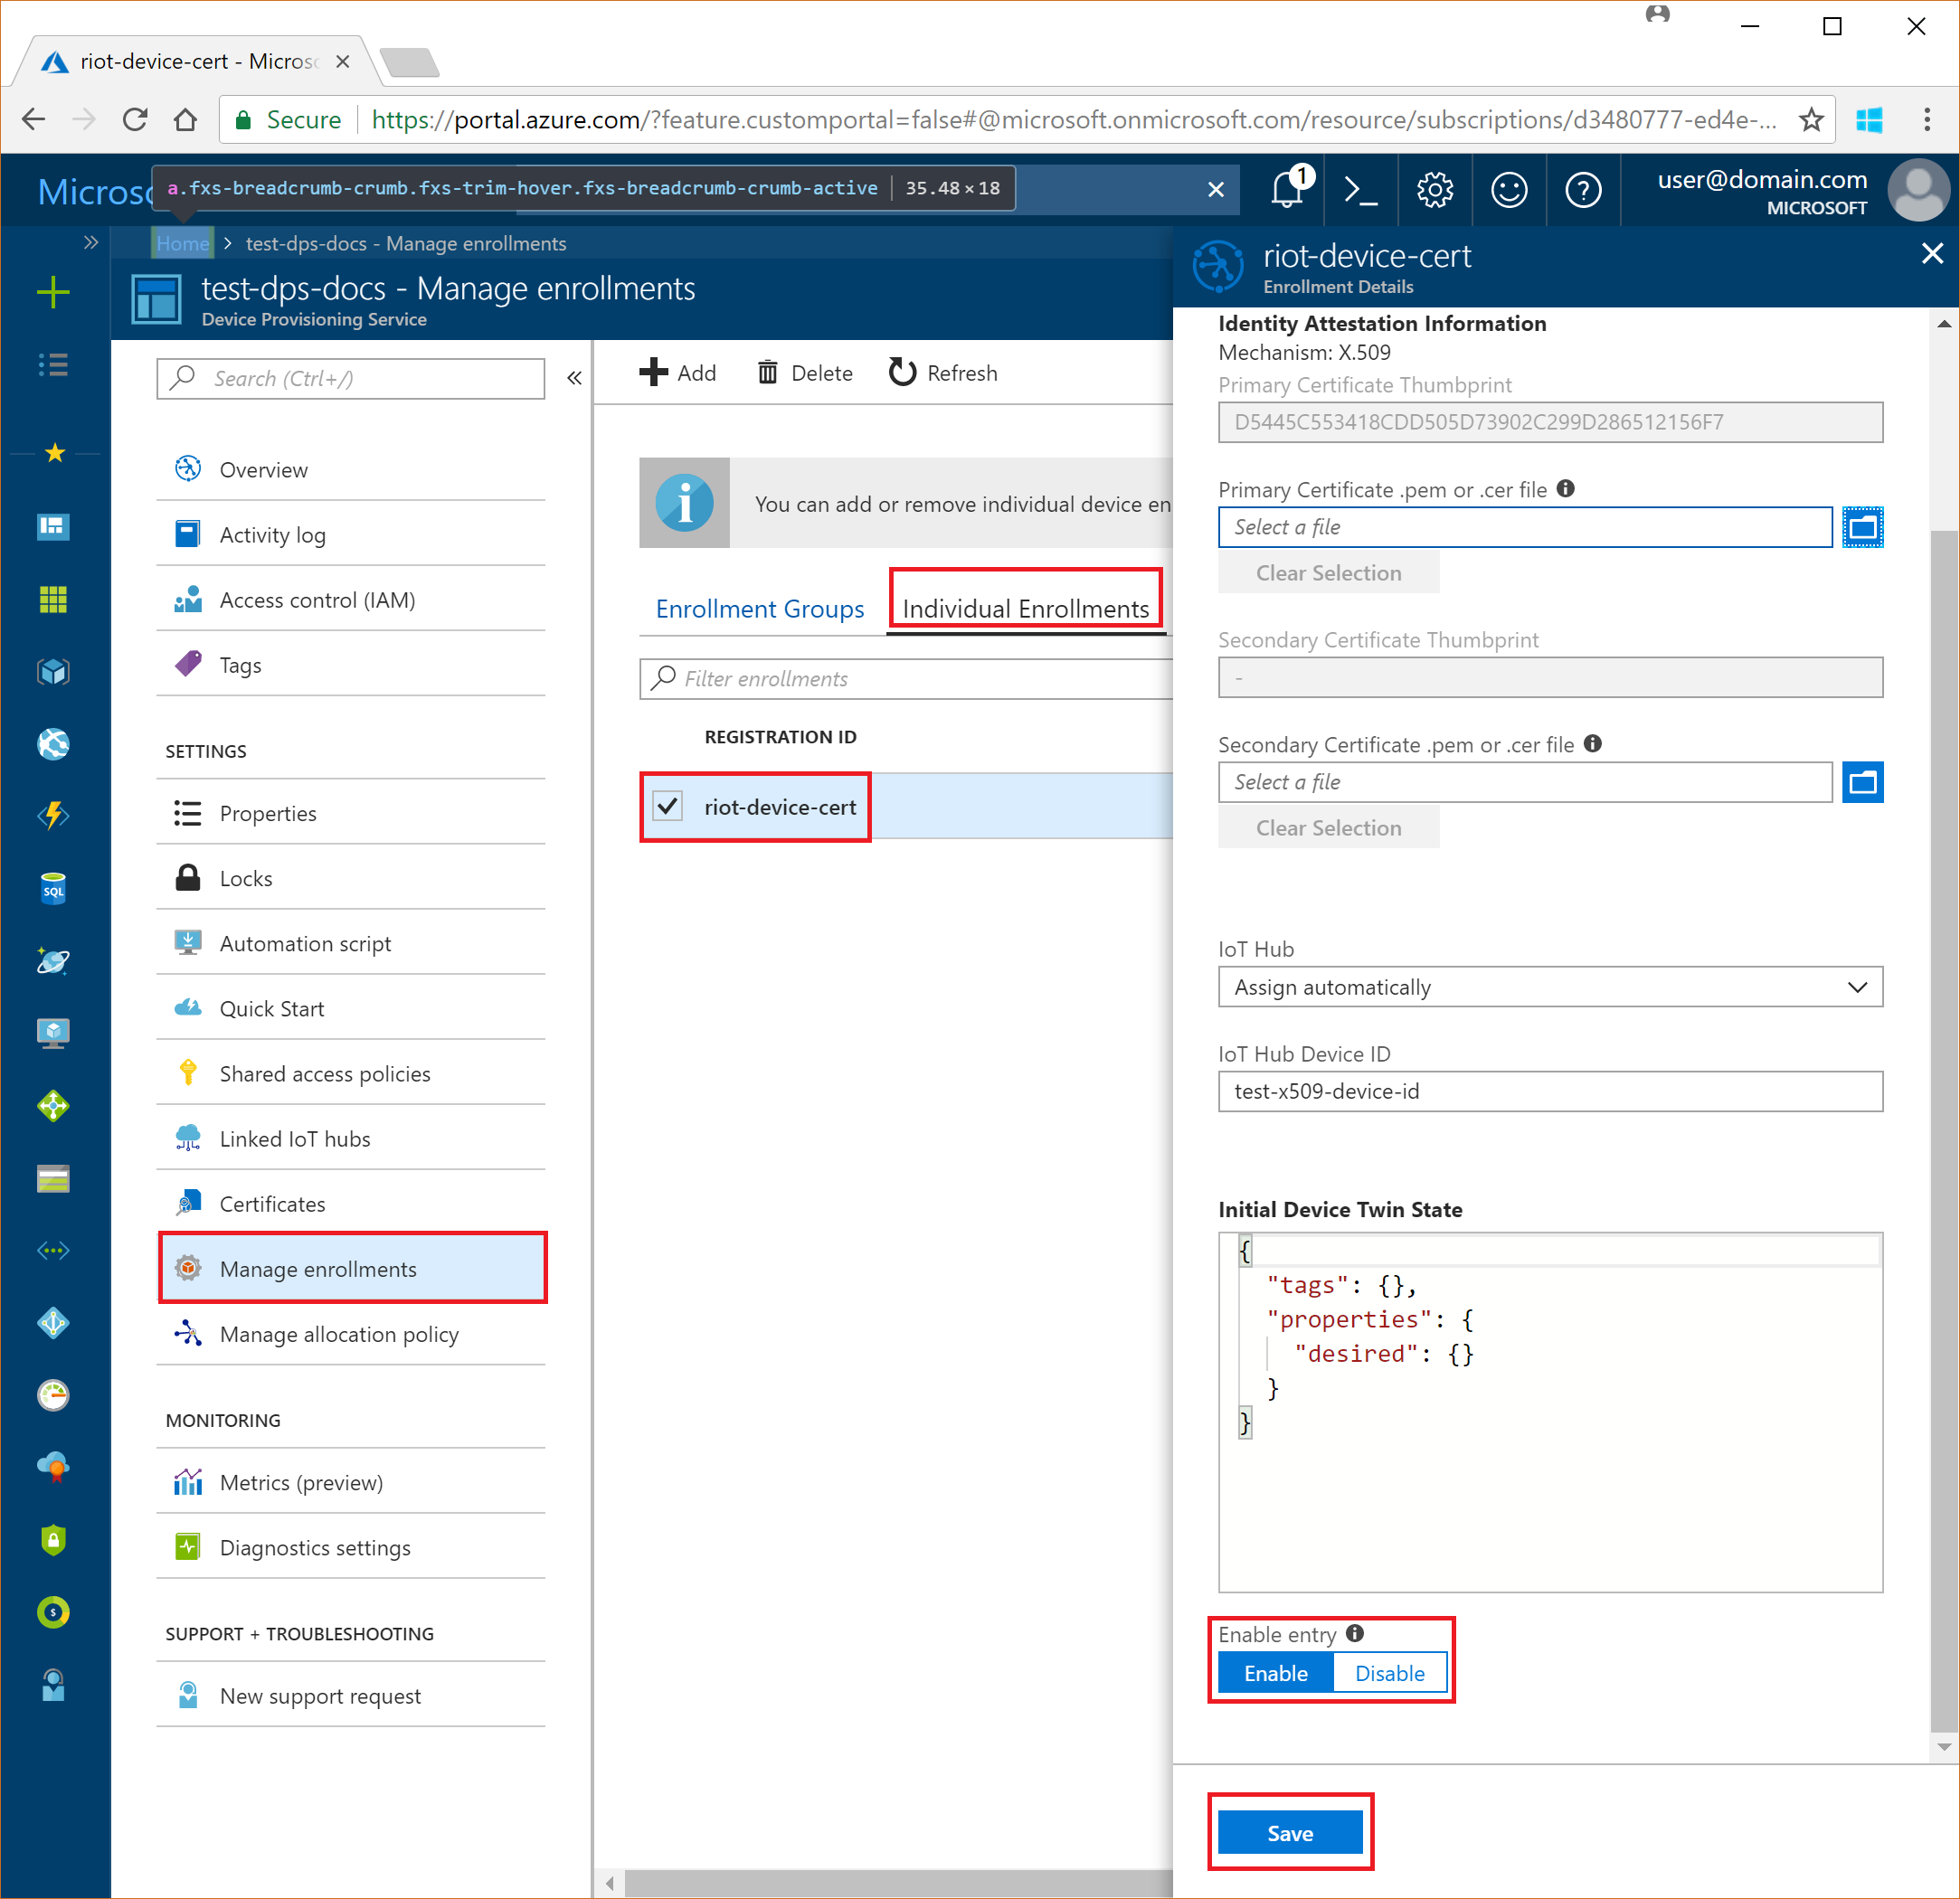 riot-device-cert - Micros
Secure
https://portal.azure.com/?feature.customportal=false#@microsoft.onmicrosoft.com/resource/subscriptions/d3480777-ed4e-...
Microso
a.fxs-breadcrumb-crumb.fxs-trim-hover.fxs-breadcrumb-crumb-active 35.48 × 18
1
user@domain.com
MICROSOFT
Home > test-dps-docs - Manage enrollments
test-dps-docs - Manage enrollments
Device Provisioning Service
Search (Ctrl+/)
Overview
Activity log
Access control (IAM)
Tags
SETTINGS
Properties
Locks
Automation script
Quick Start
Shared access policies
Linked IoT hubs
Certificates
Manage enrollments
Manage allocation policy
MONITORING
Metrics (preview)
Diagnostics settings
SUPPORT + TROUBLESHOOTING
New support request
SQL
Add Delete Refresh
You can add or remove individual device en
Enrollment Groups Individual Enrollments
Filter enrollments
REGISTRATION ID
riot-device-cert
riot-device-cert
Enrollment Details
Identity Attestation Information
Mechanism: X.509
Primary Certificate Thumbprint
D5445C553418CDD505D73902C299D286512156F7
Primary Certificate .pem or .cer file
Select a file
Clear Selection
Secondary Certificate Thumbprint
-
Secondary Certificate .pem or .cer file
Select a file
Clear Selection
IoT Hub
Assign automatically
IoT Hub Device ID
test-x509-device-id
Initial Device Twin State
{
"tags": {},
"properties": {
"desired": {}
}
}
Enable entry
Enable Disable
Save